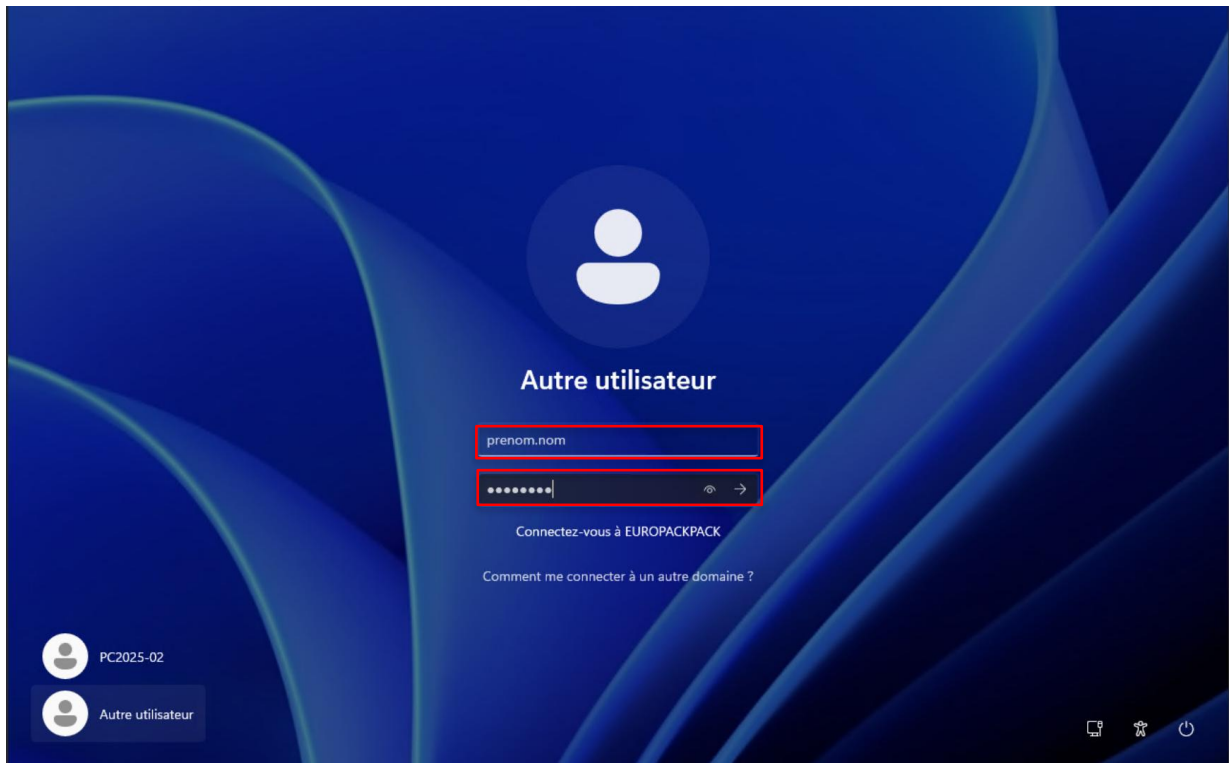 Autre utilisateur
prenom.nom
Connectez-vous à EUROPACKPACK
Comment me connecter à un autre domaine ?
PC2025-02
Autre utilisateur